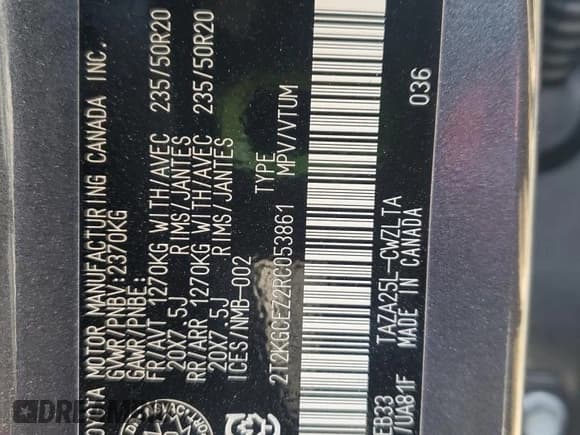 TOYOTA MOTOR MANUFACTURING CANADA INC.
GVWR/PNBV: 2370KG
GAWR/PNBE:
FR/AVT 1270KG WITH/AVEC 235/50R20
20X7.5J RIMS/JANTES
RR/ARR 1270KG WITH/AVEC 235/50R20
20X7.5J RIMS/JANTES
ICES/NMB-002
2T2KGCEZ2RC053861 TYPE MPV/VTUM
EB33 TAZA25L-CWZLTA 036
/UA81F MADE IN CANADA